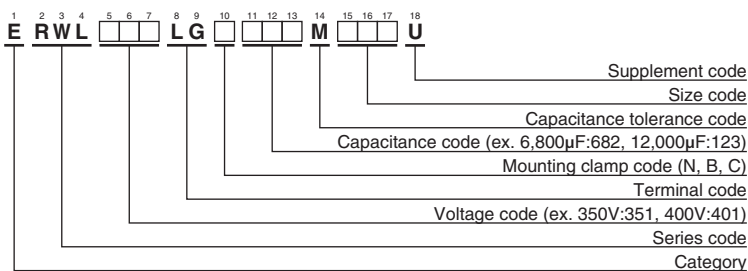 1 2 3 4 5 6 7 8 9 10 11 12 13 14 15 16 17 18
E RWL □□□ LG □ □□□ M □□□ U
Supplement code
Size code
Capacitance tolerance code
Capacitance code (ex. 6,800µF:682, 12,000µF:123)
Mounting clamp code (N, B, C)
Terminal code
Voltage code (ex. 350V:351, 400V:401)
Series code
Category